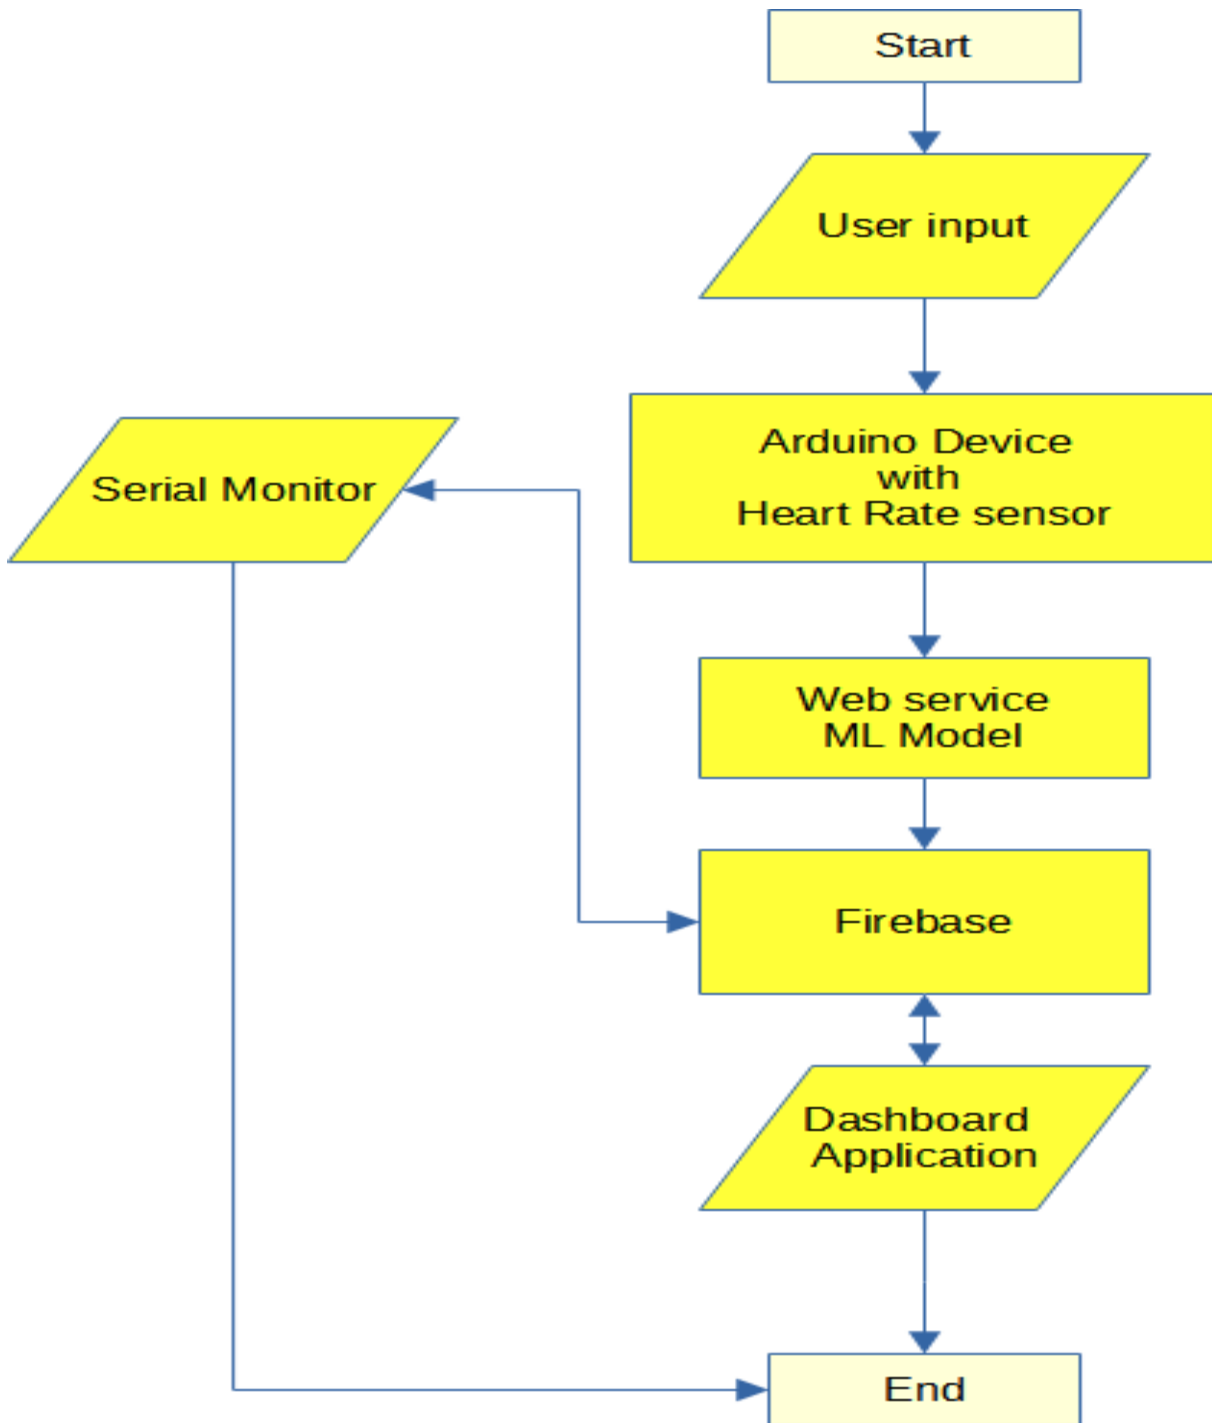 Start
User input
Arduino Device
with
Heart Rate sensor
Serial Monitor
Web service
ML Model
Firebase
Dashboard
Application
End